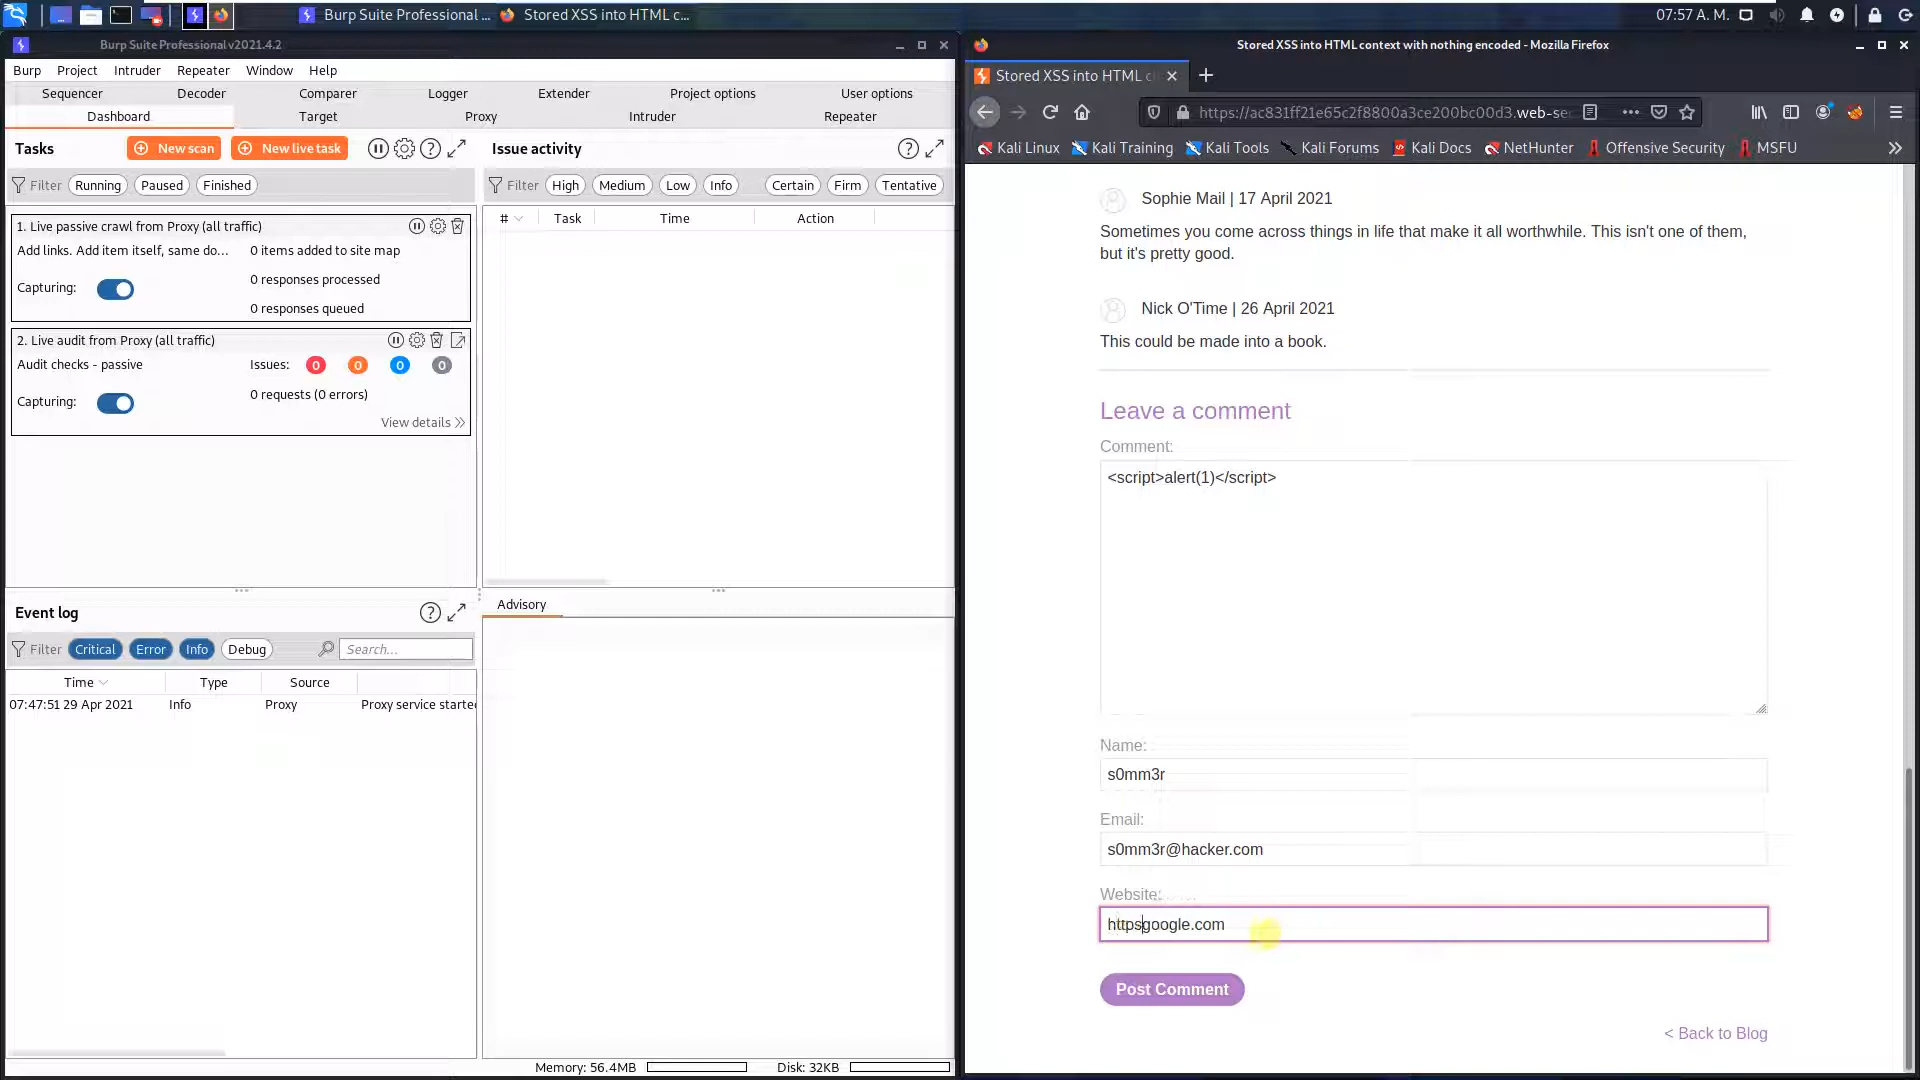 Burp Suite Professional ...
Stored XSS into HTML c...
07:57 A. M.
Burp Suite Professional v2021.4.2
Burp Project Intruder Repeater Window Help
Sequencer Decoder Comparer Logger Extender Project options User options
Dashboard Target Proxy Intruder Repeater
Tasks
New scan
New live task
Filter Running Paused Finished
1. Live passive crawl from Proxy (all traffic)
Add links. Add item itself, same do...
0 items added to site map
0 responses processed
Capturing:
0 responses queued
2. Live audit from Proxy (all traffic)
Audit checks - passive
Issues: 0 0 0 0
0 requests (0 errors)
Capturing:
View details
Issue activity
Filter High Medium Low Info Certain Firm Tentative
# Task Time Action
Event log
Filter Critical Error Info Debug Search...
Time Type Source
07:47:51 29 Apr 2021 Info Proxy Proxy service starte
Advisory
Memory: 56.4MB
Disk: 32KB
Stored XSS into HTML context with nothing encoded - Mozilla Firefox
Stored XSS into HTML c
https://ac831ff21e65c2f8800a3ce200bc00d3.web-se
Kali Linux Kali Training Kali Tools Kali Forums Kali Docs NetHunter Offensive Security MSFU
Sophie Mail | 17 April 2021
Sometimes you come across things in life that make it all worthwhile. This isn't one of them,
but it's pretty good.
Nick O'Time | 26 April 2021
This could be made into a book.
Leave a comment
Comment:
<script>alert(1)</script>
Name:
s0mm3r
Email:
s0mm3r@hacker.com
Website:
httpsgoogle.com
Post Comment
< Back to Blog